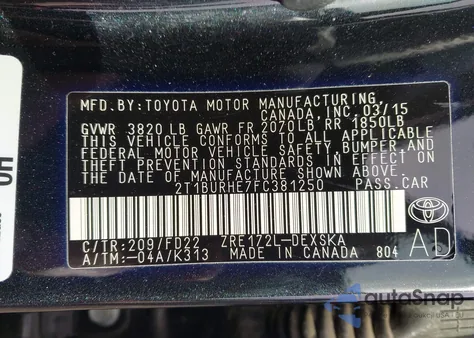 MFD.BY:TOYOTA MOTOR MANUFACTURING
CANADA,INC. 03/15
GVWR 3820 LB GAWR FR 2020LB RR 1850LB
THIS VEHICLE CONFORMS TO ALL APPLICABLE
FEDERAL MOTOR VEHICLE SAFETY, BUMPER,AND
THEFT PREVENTION STANDARDS IN EFFECT ON
THE DATE OF MANUFACTURE SHOWN ABOVE.
2T1BURHE7FC381250 PASS.CAR
C/TR:209/FD22 ZRE172L-DEXSKA
A/TM:-04A/K313 MADE IN CANADA 804
AD
autoSnap